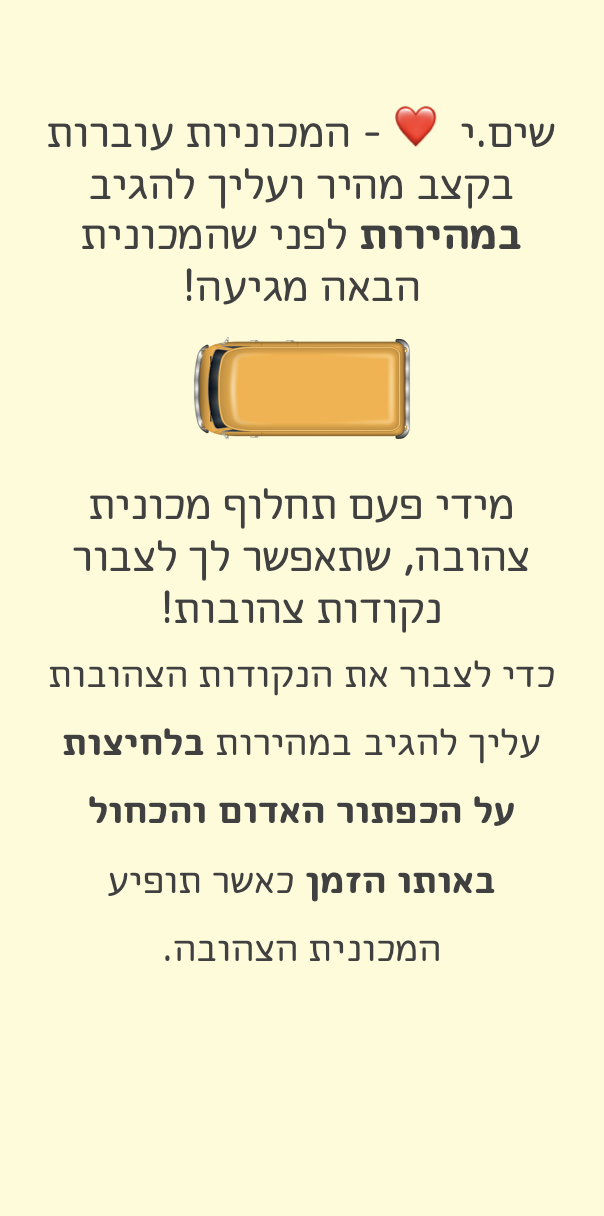 שים.י ❤️ - המכוניות עוברות
בקצב מהיר ועליך להגיב
במהירות לפני שהמכונית
הבאה מגיעה!
מידי פעם תחלוף מכונית
צהובה, שתאפשר לך לצבור
נקודות צהובות!
כדי לצבור את הנקודות הצהובות
עליך להגיב במהירות בלחיצות
על הכפתור האדום והכחול
באותו הזמן כאשר תופיע
המכונית הצהובה.